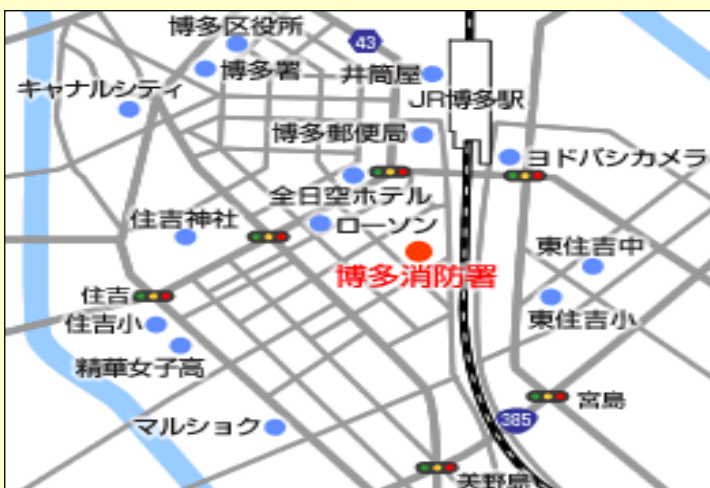 博多区役所
43
博多署
井筒屋
キャナルシティ
JR博多駅
博多郵便局
ヨドバシカメラ
全日空ホテル
住吉神社
ローソン
東住吉中
博多消防署
住吉
東住吉小
住吉小
精華女子高
宮島
385
マルショク
美野島